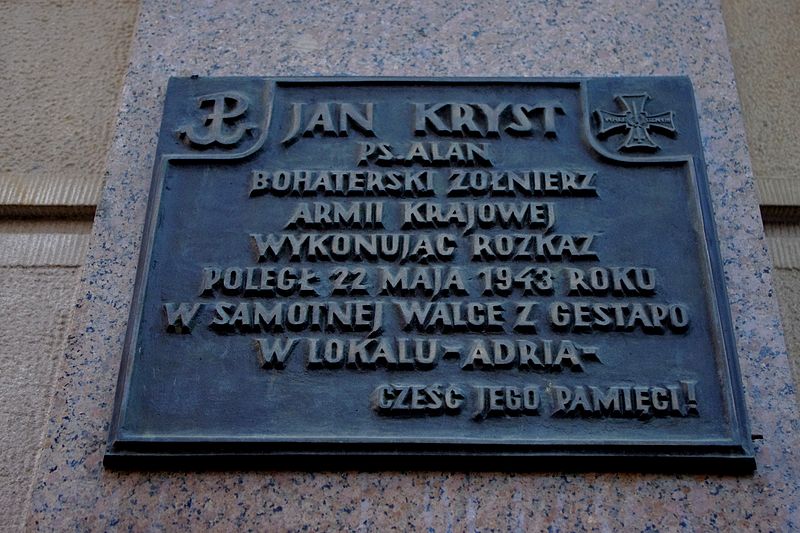 JAN KRYST
PS. ALAN
BOHATERSKI ŻOŁNIERZ
ARMII KRAJOWEJ
WYKONUJĄC ROZKAZ
POLEGŁ 22 MAJA 1943 ROKU
W SAMOTNEJ WALCE Z GESTAPO
W LOKALU -ADRIA-
CZEŚĆ JEGO PAMIĘCI!